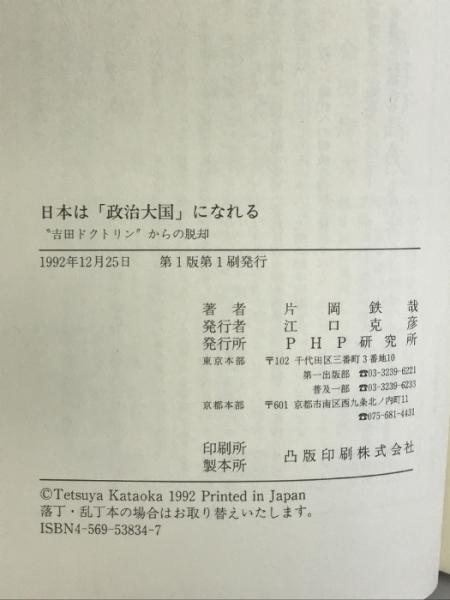 日本は「政治大国」になれる
〝吉田ドクトリン〟からの脱却
1992年12月25日　第1版第1刷発行
著者　片岡鉄哉
発行者　江口克彦
発行所　PHP研究所
東京本部　〒102 千代田区三番町3番地10
第一出版部　☎03-3239-6221
普及一部　☎03-3239-6233
京都本部　〒601 京都市南区西九条北ノ内町11
☎075-681-4431
印刷所
製本所　凸版印刷株式会社
©Tetsuya Kataoka 1992 Printed in Japan
落丁・乱丁本の場合はお取り替えいたします。
ISBN4-569-53834-7